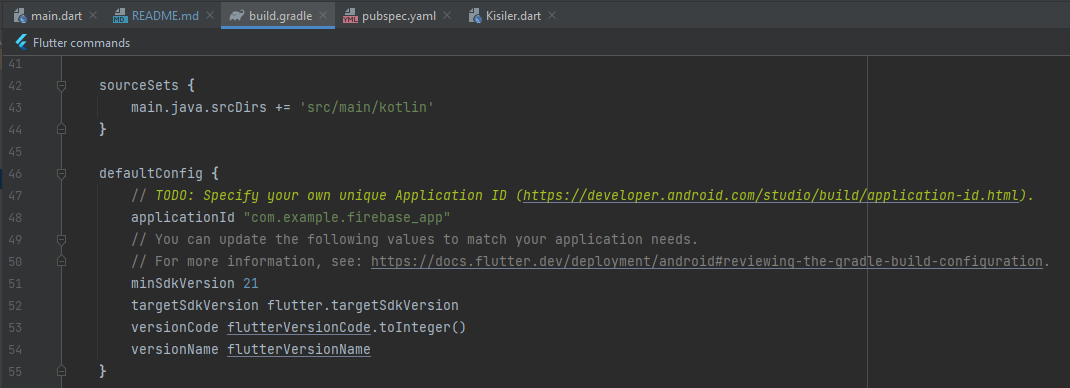 main.dart README.md build.gradle pubspec.yaml Kisiler.dart
Flutter commands
41
42 sourceSets {
43 main.java.srcDirs += 'src/main/kotlin'
44 }
45
46 defaultConfig {
47 // TODO: Specify your own unique Application ID (https://developer.android.com/studio/build/application-id.html).
48 applicationId "com.example.firebase_app"
49 // You can update the following values to match your application needs.
50 // For more information, see: https://docs.flutter.dev/deployment/android#reviewing-the-gradle-build-configuration.
51 minSdkVersion 21
52 targetSdkVersion flutter.targetSdkVersion
53 versionCode flutterVersionCode.toInteger()
54 versionName flutterVersionName
55 }